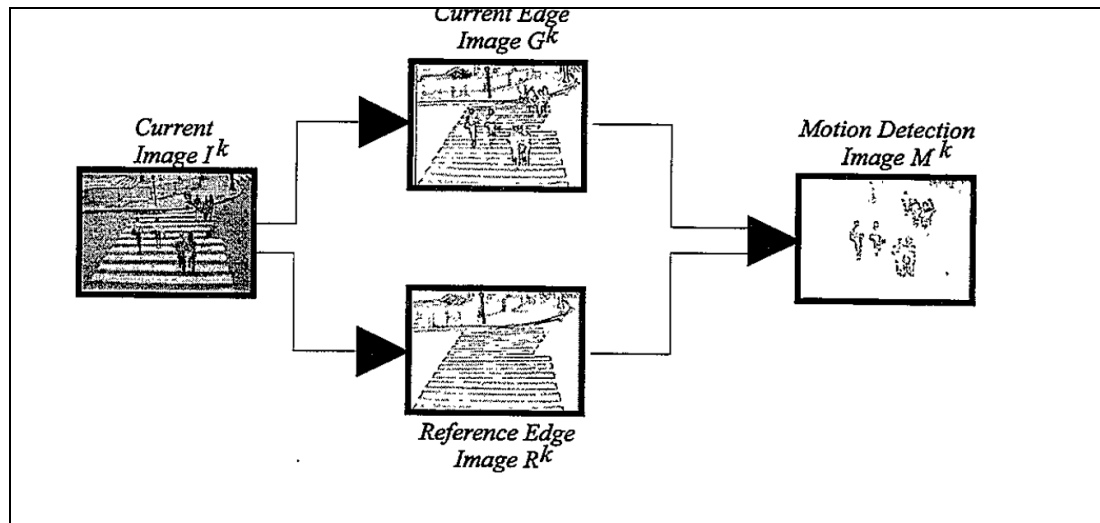 Current Edge
Image G^k
Current
Image I^k
Motion Detection
Image M^k
Reference Edge
Image R^k